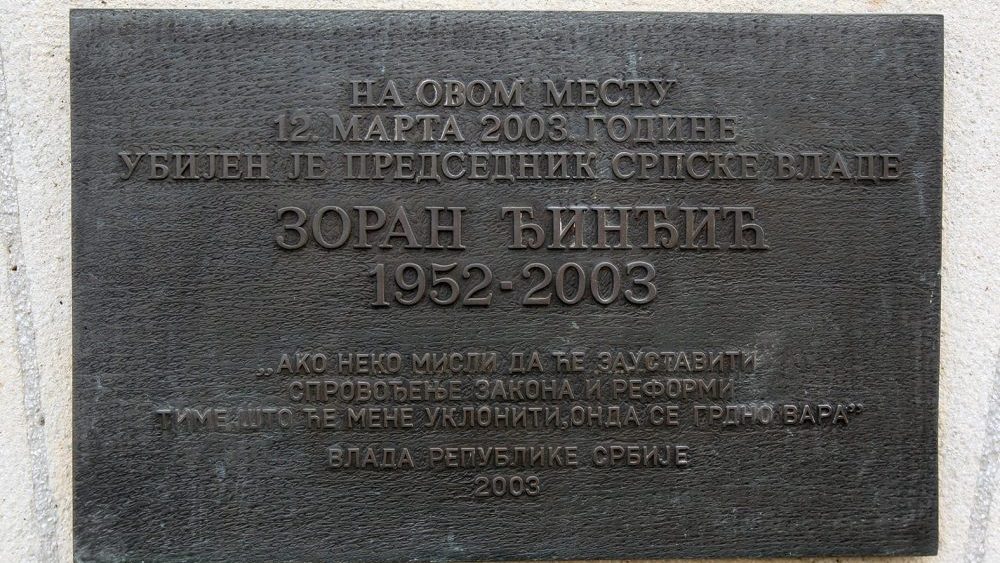 НА ОВОМ МЕСТУ
12. МАРТА 2003. ГОДИНЕ
УБИЈЕН ЈЕ ПРЕДСЕДНИК СРПСКЕ ВЛАДЕ
ЗОРАН ЂИНЂИЋ
1952-2003
„АКО НЕКО МИСЛИ ДА ЋЕ ЗАУСТАВИТИ
СПРОВОЂЕЊЕ ЗАКОНА И РЕФОРМИ
ТИМЕ,ШТО ЋЕ МЕНЕ УКЛОНИТИ,ОНДА СЕ ГРДНО ВАРА”
ВЛАДА РЕПУБЛИКЕ СРБИЈЕ
2003